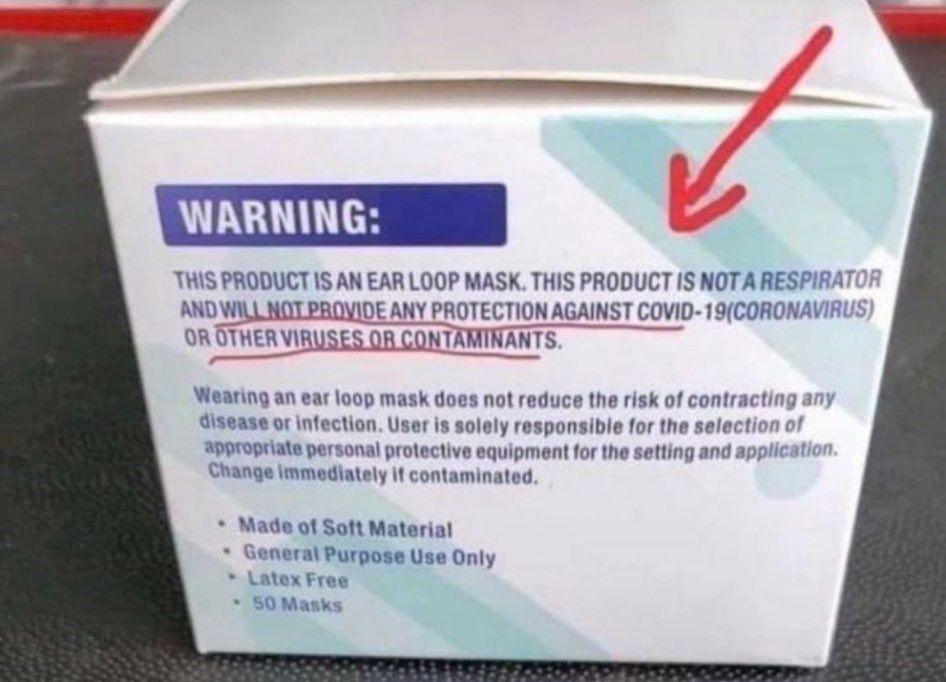 WARNING:
THIS PRODUCT IS AN EAR LOOP MASK. THIS PRODUCT IS NOT A RESPIRATOR
AND WILL NOT PROVIDE ANY PROTECTION AGAINST COVID-19(CORONAVIRUS)
OR OTHER VIRUSES OR CONTAMINANTS.
Wearing an ear loop mask does not reduce the risk of contracting any
disease or infection. User is solely responsible for the selection of
appropriate personal protective equipment for the setting and application.
Change immediately if contaminated.
• Made of Soft Material
• General Purpose Use Only
• Latex Free
• 50 Masks